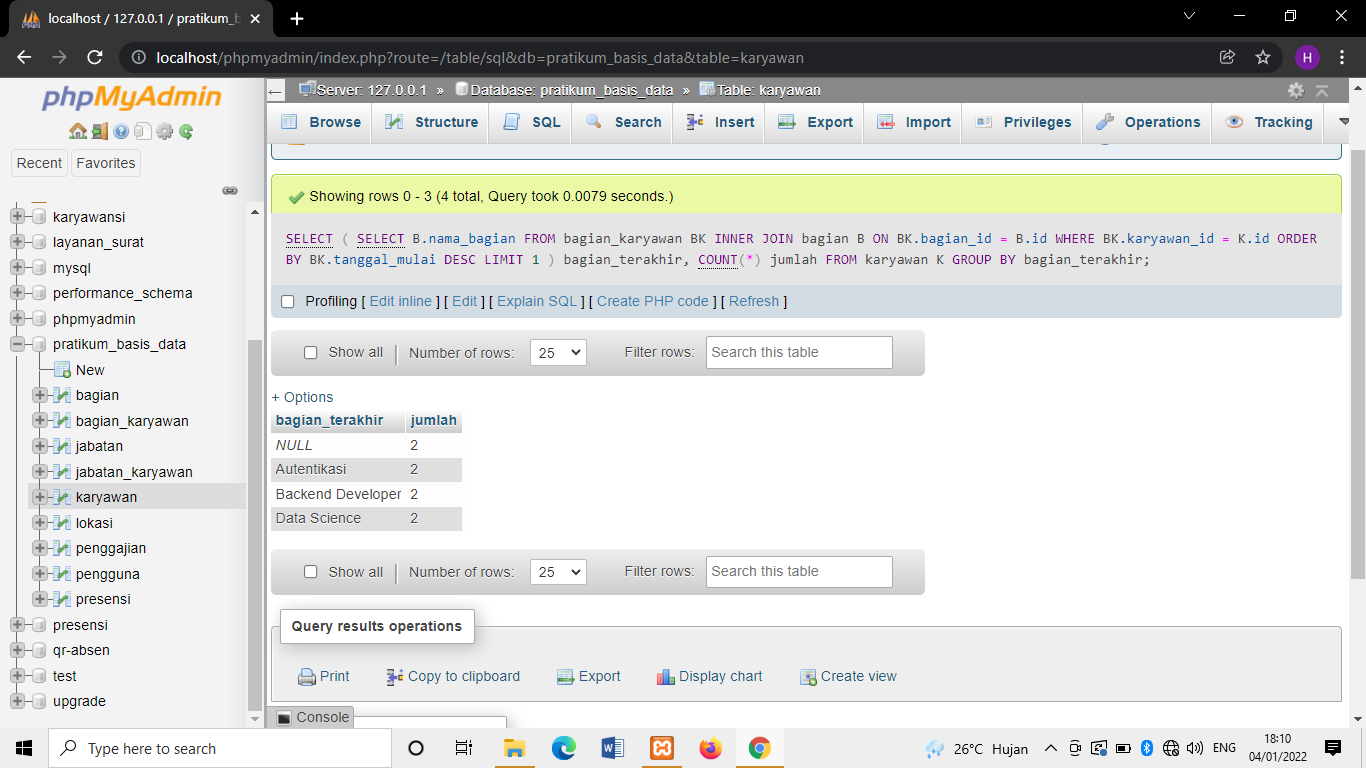 localhost / 127.0.0.1 / pratikum_b
localhost/phpmyadmin/index.php?route=/table/sql&db=pratikum_basis_data&table=karyawan
H
phpMyAdmin
Recent Favorites
karyawansi
layanan_surat
mysql
performance_schema
phpmyadmin
pratikum_basis_data
New
bagian
bagian_karyawan
jabatan
jabatan_karyawan
karyawan
lokasi
penggajian
pengguna
presensi
presensi
qr-absen
test
upgrade
Server: 127.0.0.1 » Database: pratikum_basis_data » Table: karyawan
Browse Structure SQL Search Insert Export Import Privileges Operations Tracking
Showing rows 0 - 3 (4 total, Query took 0.0079 seconds.)
SELECT ( SELECT B.nama_bagian FROM bagian_karyawan BK INNER JOIN bagian B ON BK.bagian_id = B.id WHERE BK.karyawan_id = K.id ORDER
BY BK.tanggal_mulai DESC LIMIT 1 ) bagian_terakhir, COUNT(*) jumlah FROM karyawan K GROUP BY bagian_terakhir;
Profiling [ Edit inline ] [ Edit ] [ Explain SQL ] [ Create PHP code ] [ Refresh ]
Show all | Number of rows: 25 Filter rows: Search this table
+ Options
bagian_terakhir jumlah
NULL 2
Autentikasi 2
Backend Developer 2
Data Science 2
Show all | Number of rows: 25 Filter rows: Search this table
Query results operations
Print Copy to clipboard Export Display chart Create view
Console
Type here to search
26°C Hujan
ENG
18:10
04/01/2022